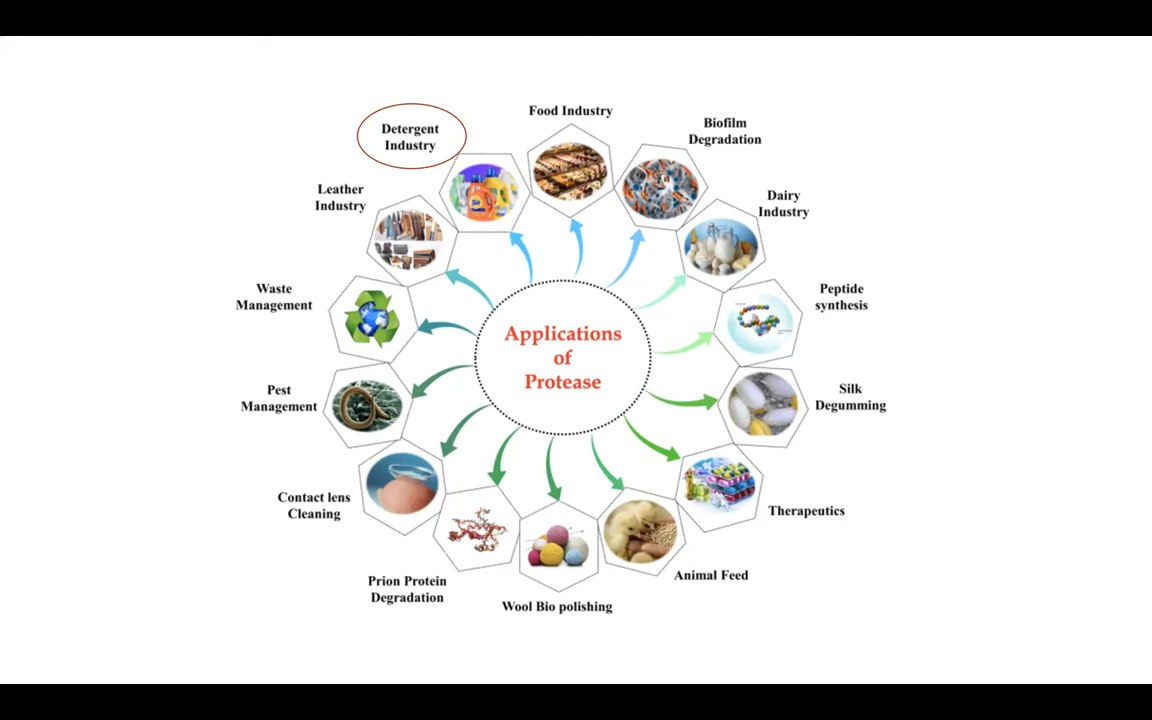 Food Industry
Detergent
Industry
Biofilm
Degradation
Leather
Industry
Dairy
Industry
Waste
Management
Peptide
synthesis
Applications
of
Protease
Pest
Management
Silk
Degumming
Contact lens
Cleaning
Therapeutics
Prion Protein
Degradation
Animal Feed
Wool Bio polishing